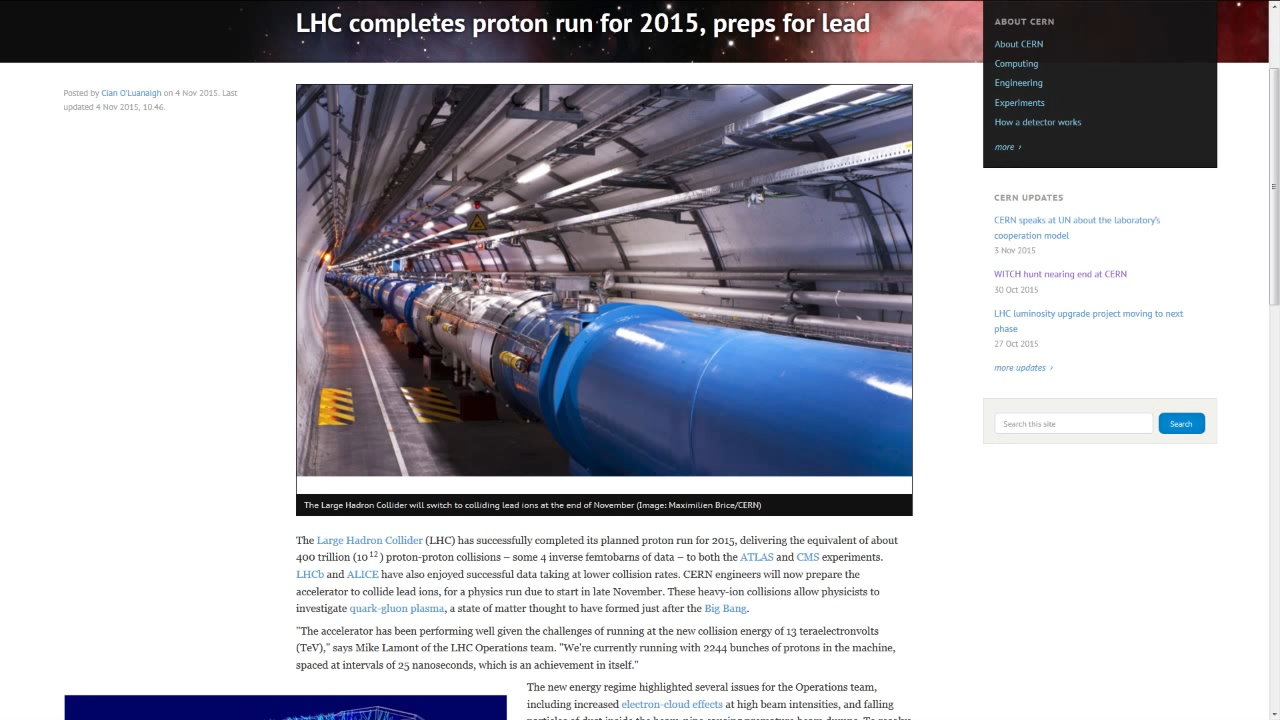 LHC completes proton run for 2015, preps for lead
Posted by Cian O'Luanaigh on 4 Nov 2015. Last
updated 4 Nov 2015, 10.46.
The Large Hadron Collider will switch to colliding lead ions at the end of November (Image: Maximilien Brice/CERN)
The Large Hadron Collider (LHC) has successfully completed its planned proton run for 2015, delivering the equivalent of about
400 trillion (10¹²) proton-proton collisions – some 4 inverse femtobarns of data – to both the ATLAS and CMS experiments.
LHCb and ALICE have also enjoyed successful data taking at lower collision rates. CERN engineers will now prepare the
accelerator to collide lead ions, for a physics run due to start in late November. These heavy-ion collisions allow physicists to
investigate quark-gluon plasma, a state of matter thought to have formed just after the Big Bang.
"The accelerator has been performing well given the challenges of running at the new collision energy of 13 teraelectronvolts
(TeV)," says Mike Lamont of the LHC Operations team. "We're currently running with 2244 bunches of protons in the machine,
spaced at intervals of 25 nanoseconds, which is an achievement in itself."
The new energy regime highlighted several issues for the Operations team,
including increased electron-cloud effects at high beam intensities, and falling
ABOUT CERN
About CERN
Computing
Engineering
Experiments
How a detector works
more ›
CERN UPDATES
CERN speaks at UN about the laboratory's
cooperation model
3 Nov 2015
WITCH hunt nearing end at CERN
30 Oct 2015
LHC luminosity upgrade project moving to next
phase
27 Oct 2015
more updates ›
Search this site
Search